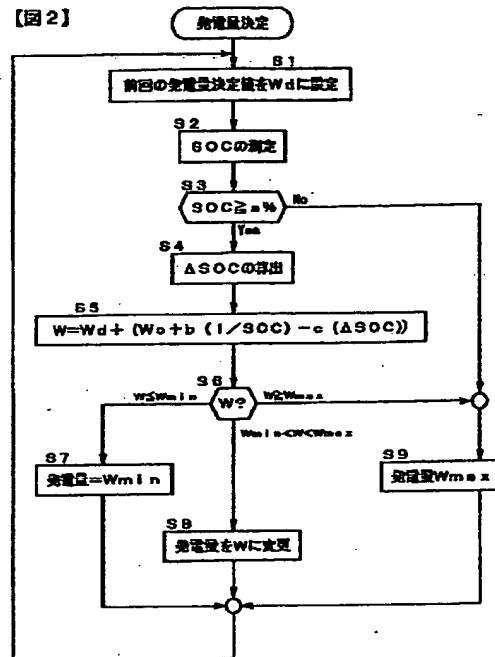 【図2】
発電量決定
S1
前回の発電量決定値をWdに設定
S2
SOCの測定
S3
SOC≧a%
No
Yes
S4
ΔSOCの算出
S5
W=Wd+(Wo+b(1/SOC)-c(ΔSOC))
S6
W?
W≦Wmin
W≧Wmax
Wmin<W<Wmax
S7
発電量=Wmin
S9
発電量Wmax
S8
発電量をWに変更